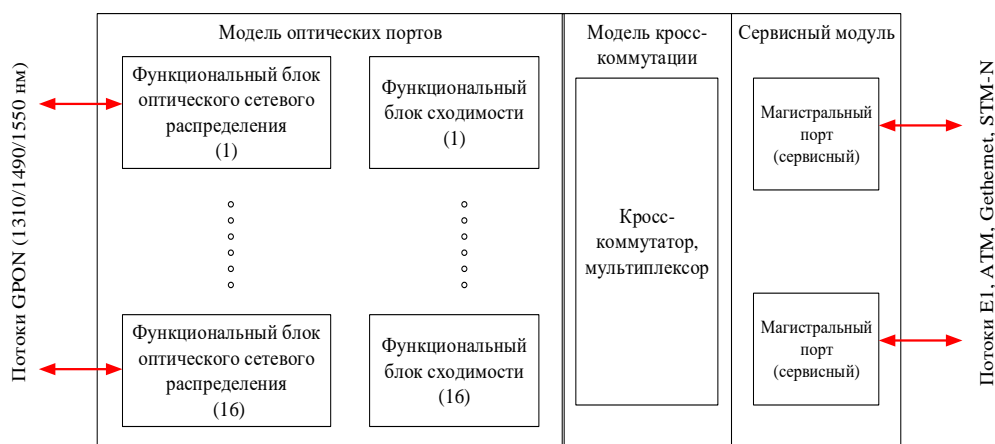 Потоки GPON (1310/1490/1550 нм)
Модель оптических портов
Функциональный блок
оптического сетевого
распределения
(1)
Функциональный
блок сходимости
(1)
Функциональный блок
оптического сетевого
распределения
(16)
Функциональный
блок сходимости
(16)
Модель кросс-
коммутации
Кросс-
коммутатор,
мультиплексор
Сервисный модуль
Магистральный
порт
(сервисный)
Магистральный
порт
(сервисный)
Потоки E1, ATM, Gethernet, STM-N